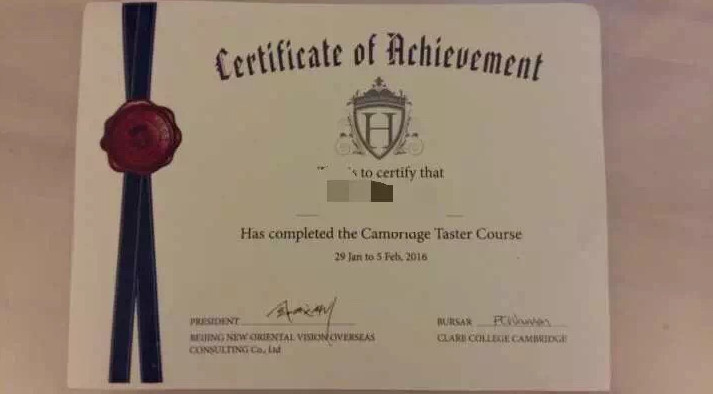 Certificate of Achievement
H
to certify that
Has completed the Cambridge Taster Course
29 Jan to 5 Feb, 2016
PRESIDENT
BEIJING NEW ORIENTAL VISION OVERSEAS
CONSULTING Co., Ltd
BURSAR
CLARE COLLEGE CAMBRIDGE